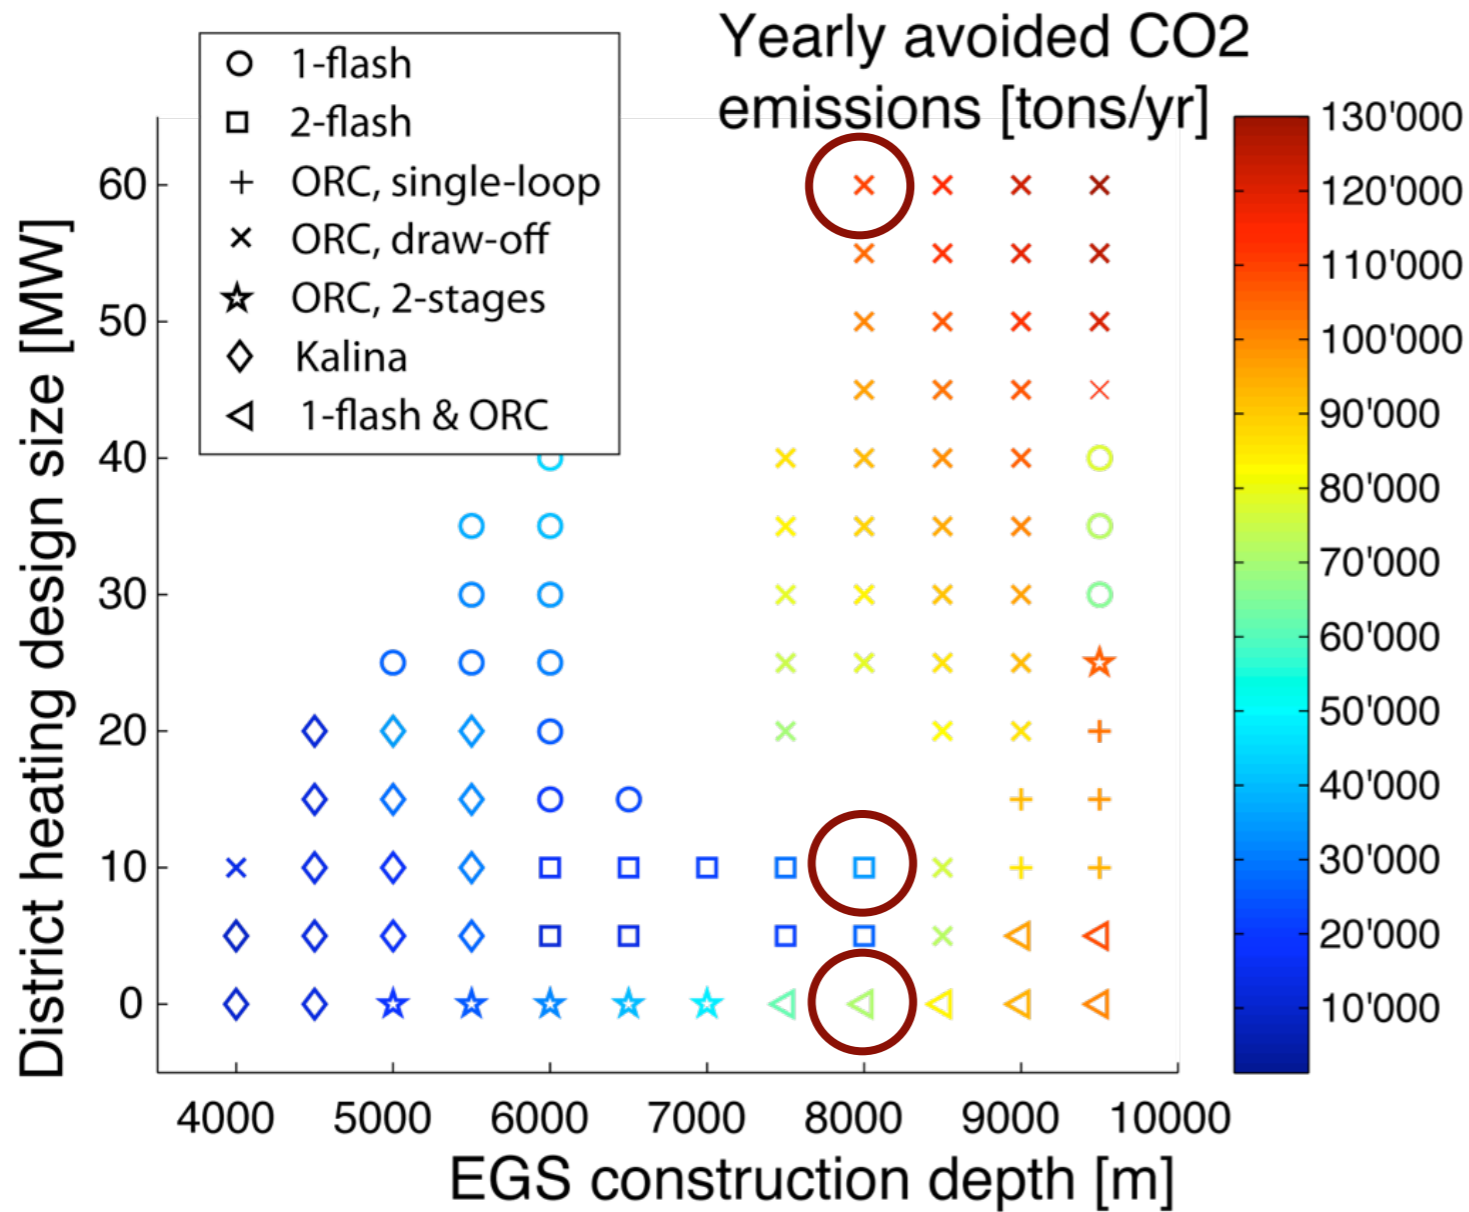 Yearly avoided CO2
emissions [tons/yr]
1-flash
2-flash
ORC, single-loop
ORC, draw-off
ORC, 2-stages
Kalina
1-flash & ORC
District heating design size [MW]
60
50
40
30
20
10
0
4000 5000 6000 7000 8000 9000 10000
EGS construction depth [m]
130'000
120'000
110'000
100'000
90'000
80'000
70'000
60'000
50'000
40'000
30'000
20'000
10'000